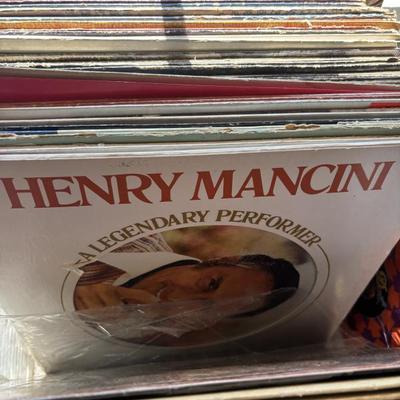 HENRY MANCINI
A LEGENDARY PERFORMER